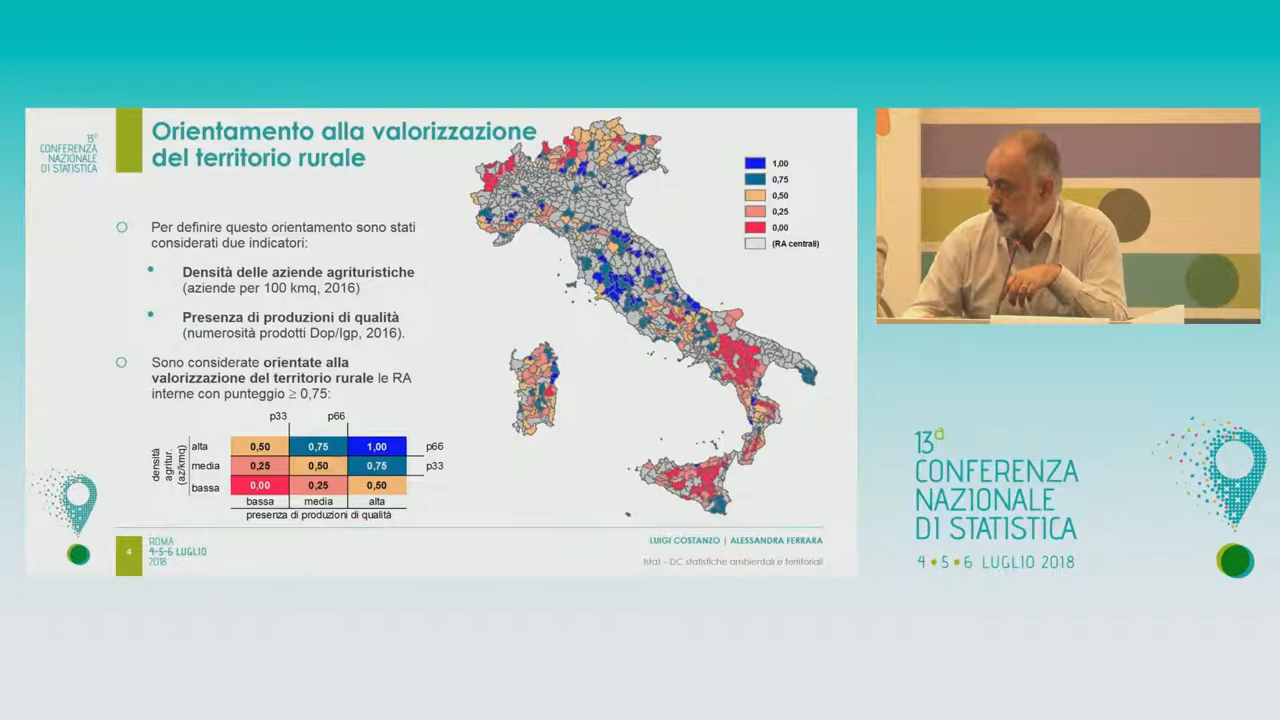 13ª
CONFERENZA
NAZIONALE
DI STATISTICA
Orientamento alla valorizzazione
del territorio rurale
Per definire questo orientamento sono stati
considerati due indicatori:
Densità delle aziende agrituristiche
(aziende per 100 kmq, 2016)
Presenza di produzioni di qualità
(numerosità prodotti Dop/Igp, 2016).
Sono considerate orientate alla
valorizzazione del territorio rurale le RA
interne con punteggio ≥ 0,75:
p33 p66
densità
agritur.
(az/kmq)
alta 0,50 0,75 1,00 p66
media 0,25 0,50 0,75 p33
bassa 0,00 0,25 0,50
bassa media alta
presenza di produzioni di qualità
1,00
0,75
0,50
0,25
0,00
(RA centrali)
4
ROMA
4-5-6 LUGLIO
2018
LUIGI COSTANZO | ALESSANDRA FERRARA
Istat – DC statistiche ambientali e territoriali
13ª
CONFERENZA
NAZIONALE
DI STATISTICA
4 • 5 • 6 LUGLIO 2018